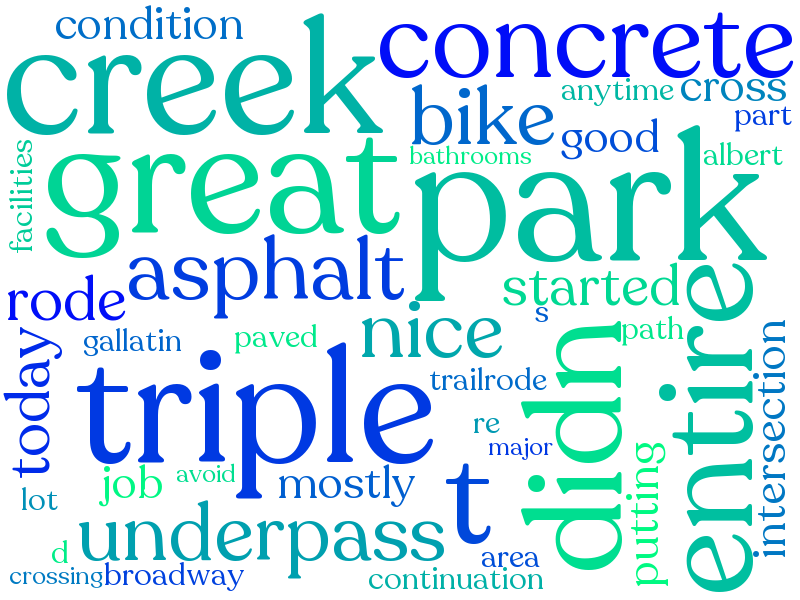 condition
concrete
creek
anytime
cross
bike
part
good
facilities
great
bathrooms
albert
park
asphalt
started
entire
rode
s
nice
path
gallatin
paved
today
triple
trailrode
didn
intersection
re
major
t
job
avoid
mostly
putting
lot
underpass
d
area
crossing
broadway
continuation